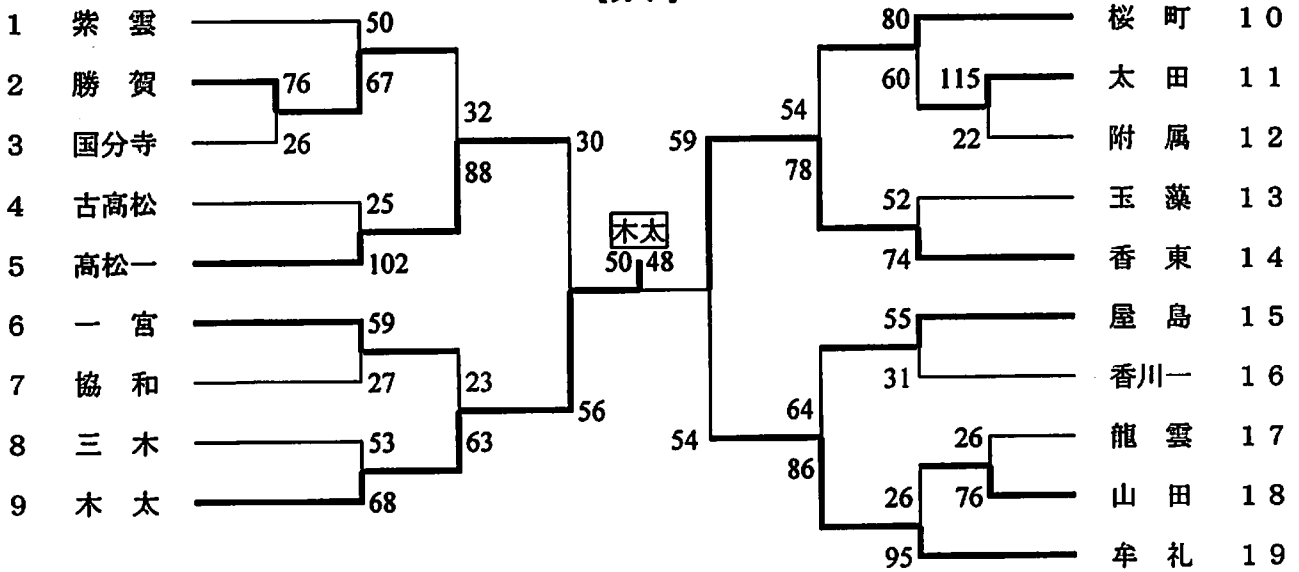 1 紫雲 50 80 桜町 10
2 勝賀 76 67 60 115 太田 11
3 国分寺 26 32 30 59 54 22 附属 12
88 78
4 古高松 25 52 玉藻 13
木太
5 高松一 102 50 48 74 香東 14
6 一宮 59 55 屋島 15
7 協和 27 23 56 64 31 香川一 16
8 三木 53 63 54 86 26 龍雲 17
9 木太 68 26 76 山田 18
95 牟礼 19